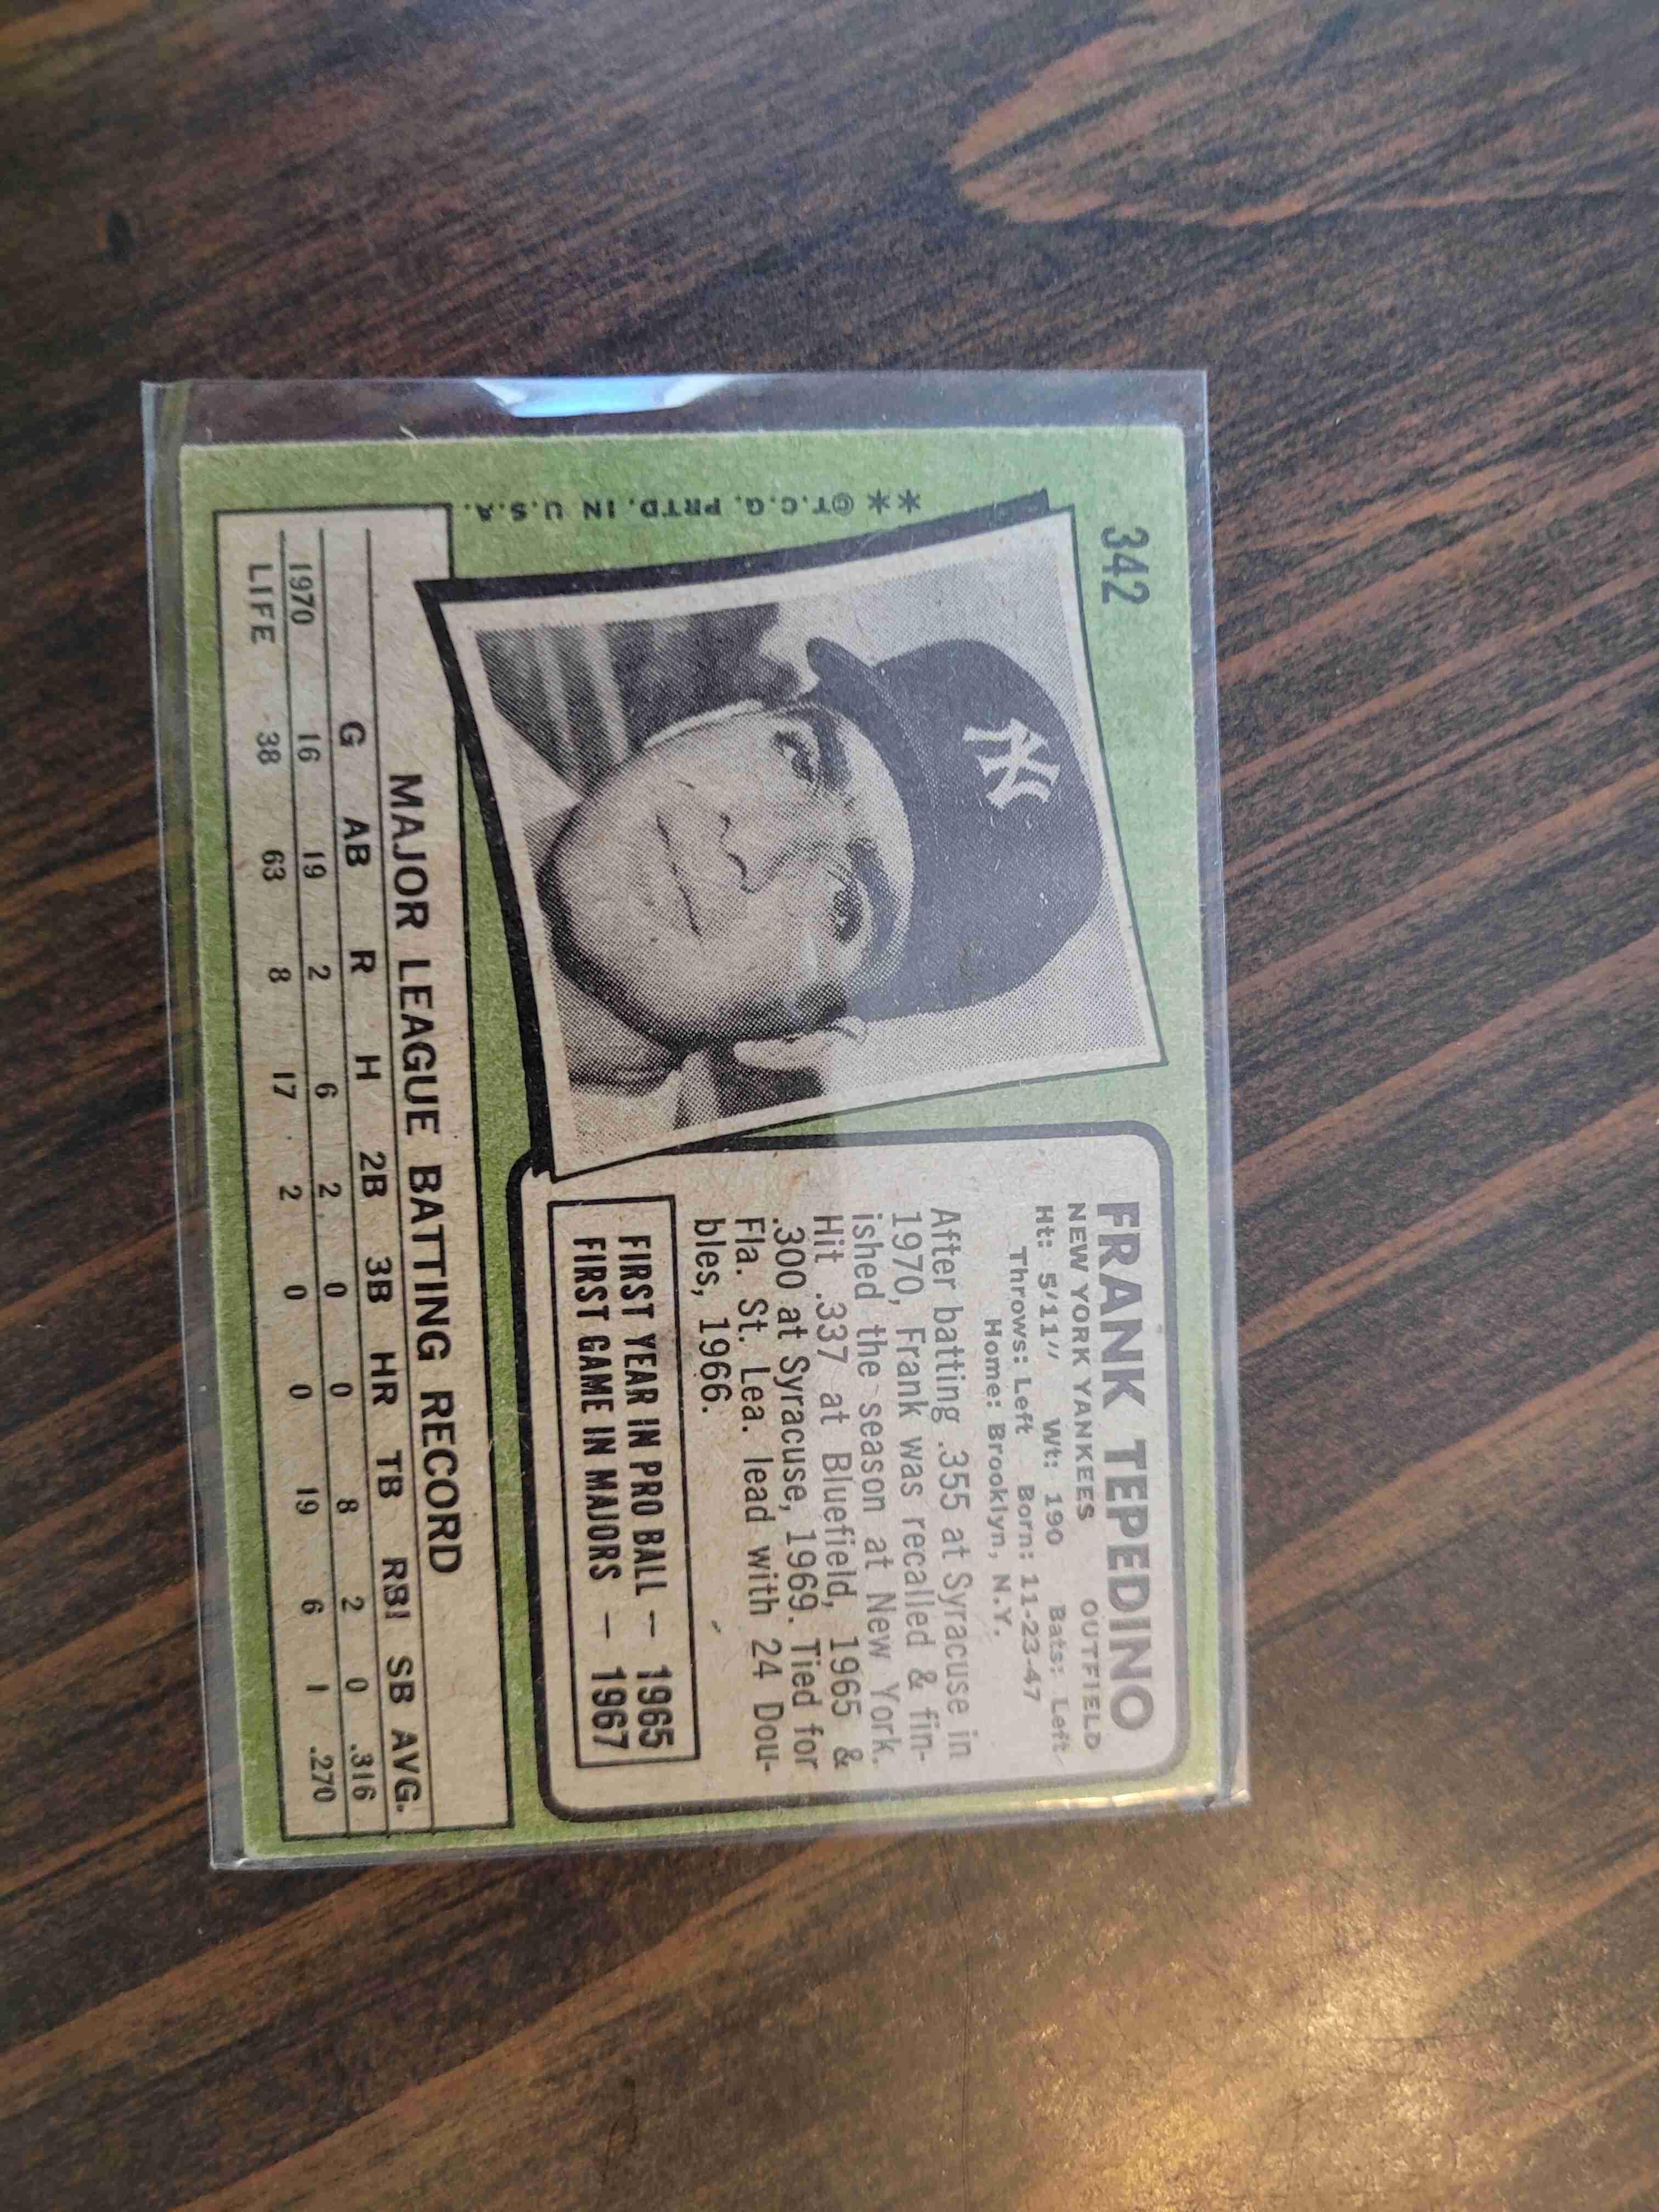 342
FRANK TEPEDINO
NEW YORK YANKEES OUTFIELD
Ht: 5'11" Wt: 190 Bats: Left
Throws: Left Born: 11-23-47
Home: Brooklyn, N.Y.
After batting .355 at Syracuse in
1970, Frank was recalled & fin-
ished the season at New York.
Hit .337 at Bluefield, 1965 &
.300 at Syracuse, 1969. Tied for
Fla. St. Lea. lead with 24 Dou-
bles, 1966.
FIRST YEAR IN PRO BALL — 1965
FIRST GAME IN MAJORS — 1967
NY
**©T.C.G. PRTD. IN U.S.A.
MAJOR LEAGUE BATTING RECORD
G AB R H 2B 3B HR TB RBI SB AVG.
1970 16 19 2 6 2 0 0 8 2 0 .316
LIFE 38 63 8 17 2 0 0 19 6 1 .270